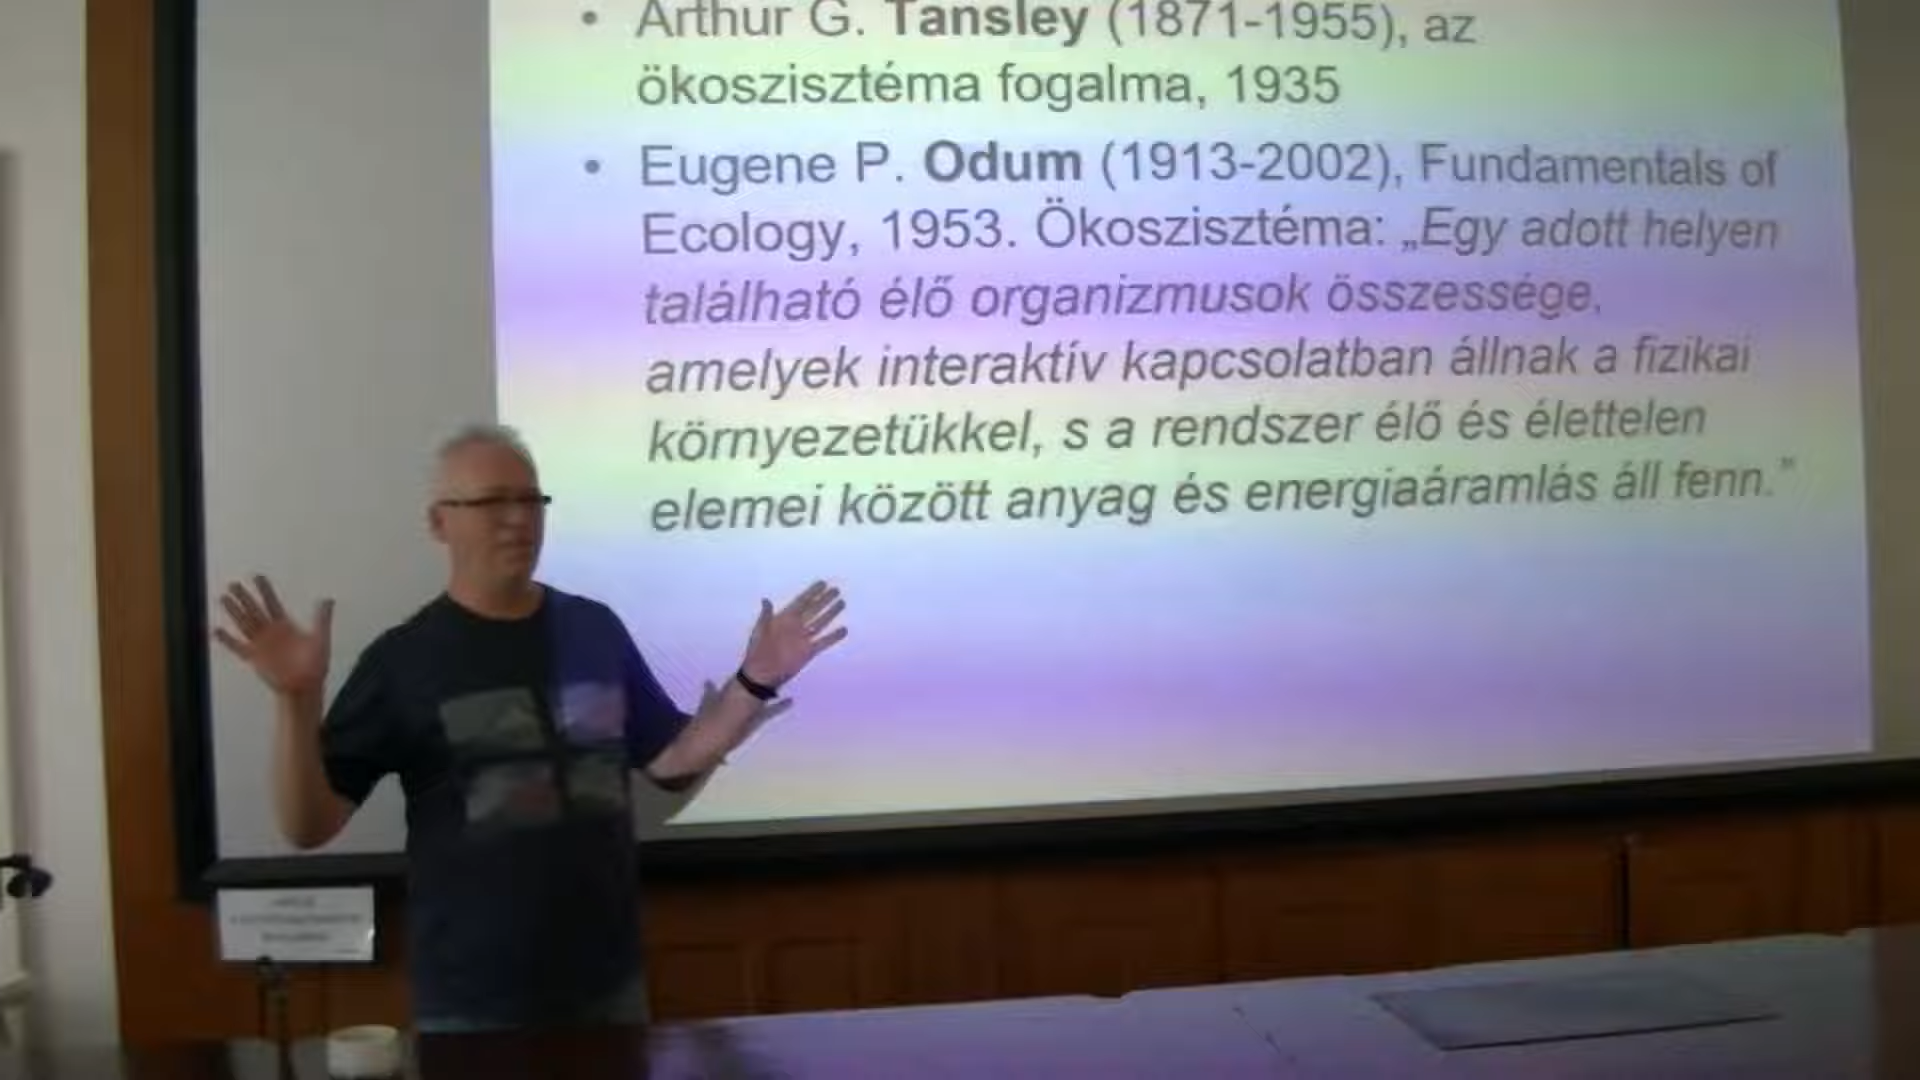 • Arthur G. Tansley (1871-1955), az
ökoszisztéma fogalma, 1935
• Eugene P. Odum (1913-2002), Fundamentals of
Ecology, 1953. Ökoszisztéma: „Egy adott helyen
található élő organizmusok összessége,
amelyek interaktív kapcsolatban állnak a fizikai
környezetükkel, s a rendszer élő és élettelen
elemei között anyag és energiaáramlás áll fenn.”